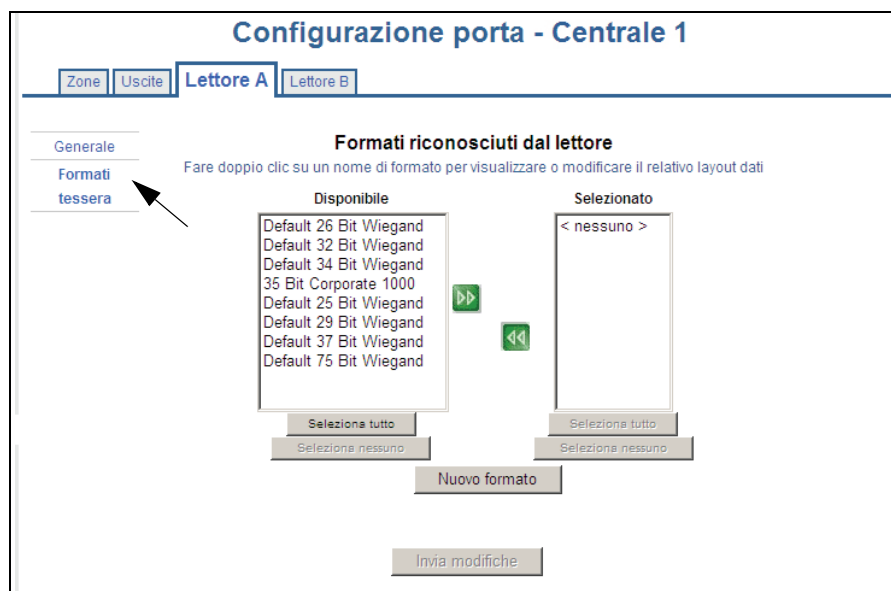 Configurazione porta - Centrale 1
Zone Uscite Lettore A Lettore B
Generale
Formati
tessera
Formati riconosciuti dal lettore
Fare doppio clic su un nome di formato per visualizzare o modificare il relativo layout dati
Disponibile
Default 26 Bit Wiegand
Default 32 Bit Wiegand
Default 34 Bit Wiegand
35 Bit Corporate 1000
Default 25 Bit Wiegand
Default 29 Bit Wiegand
Default 37 Bit Wiegand
Default 75 Bit Wiegand
Seleziona tutto
Seleziona nessuno
Selezionato
< nessuno >
Seleziona tutto
Seleziona nessuno
Nuovo formato
Invia modifiche